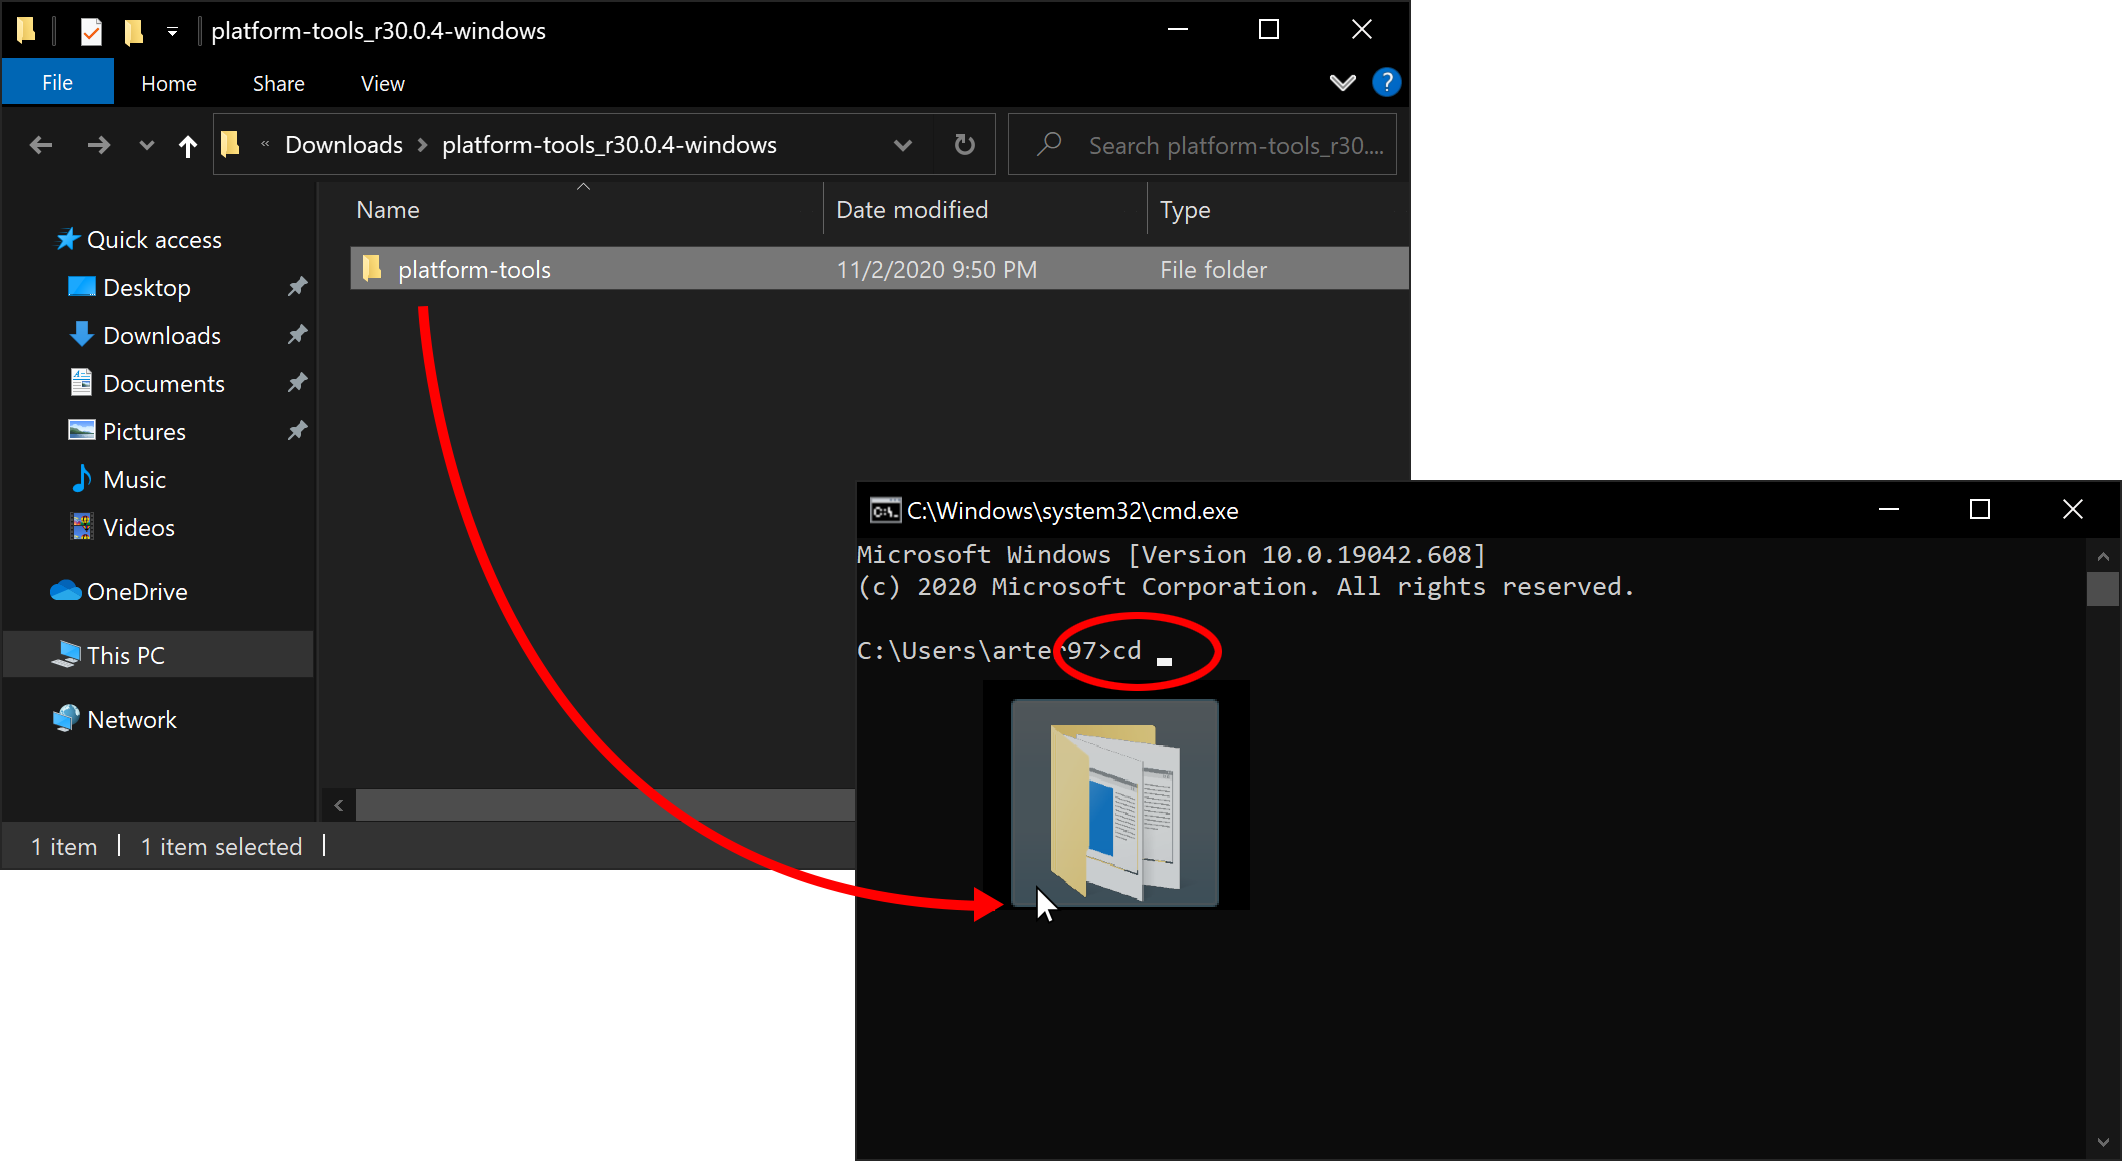 platform-tools_r30.0.4-windows
File Home Share View ?
« Downloads > platform-tools_r30.0.4-windows
Search platform-tools_r30....
Name Date modified Type
platform-tools 11/2/2020 9:50 PM File folder
Quick access
Desktop
Downloads
Documents
Pictures
Music
Videos
OneDrive
This PC
Network
1 item 1 item selected
C:\Windows\system32\cmd.exe
Microsoft Windows [Version 10.0.19042.608]
(c) 2020 Microsoft Corporation. All rights reserved.
C:\Users\arter97>cd